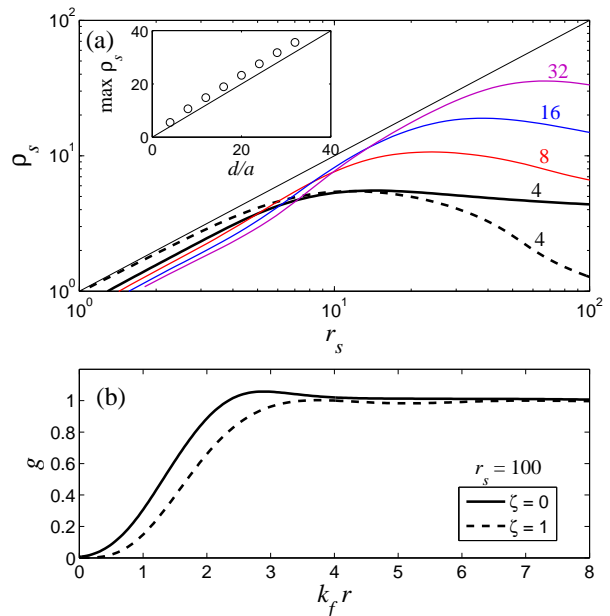 (a)
max ρs
40
20
0
0 20 40
d/a
ρs
10²
10¹
10⁰
32
16
8
4
4
10⁰ 10¹ 10²
rs
(b)
g
1
0.8
0.6
0.4
0.2
0
rs = 100
ζ = 0
ζ = 1
0 1 2 3 4 5 6 7 8
kf r